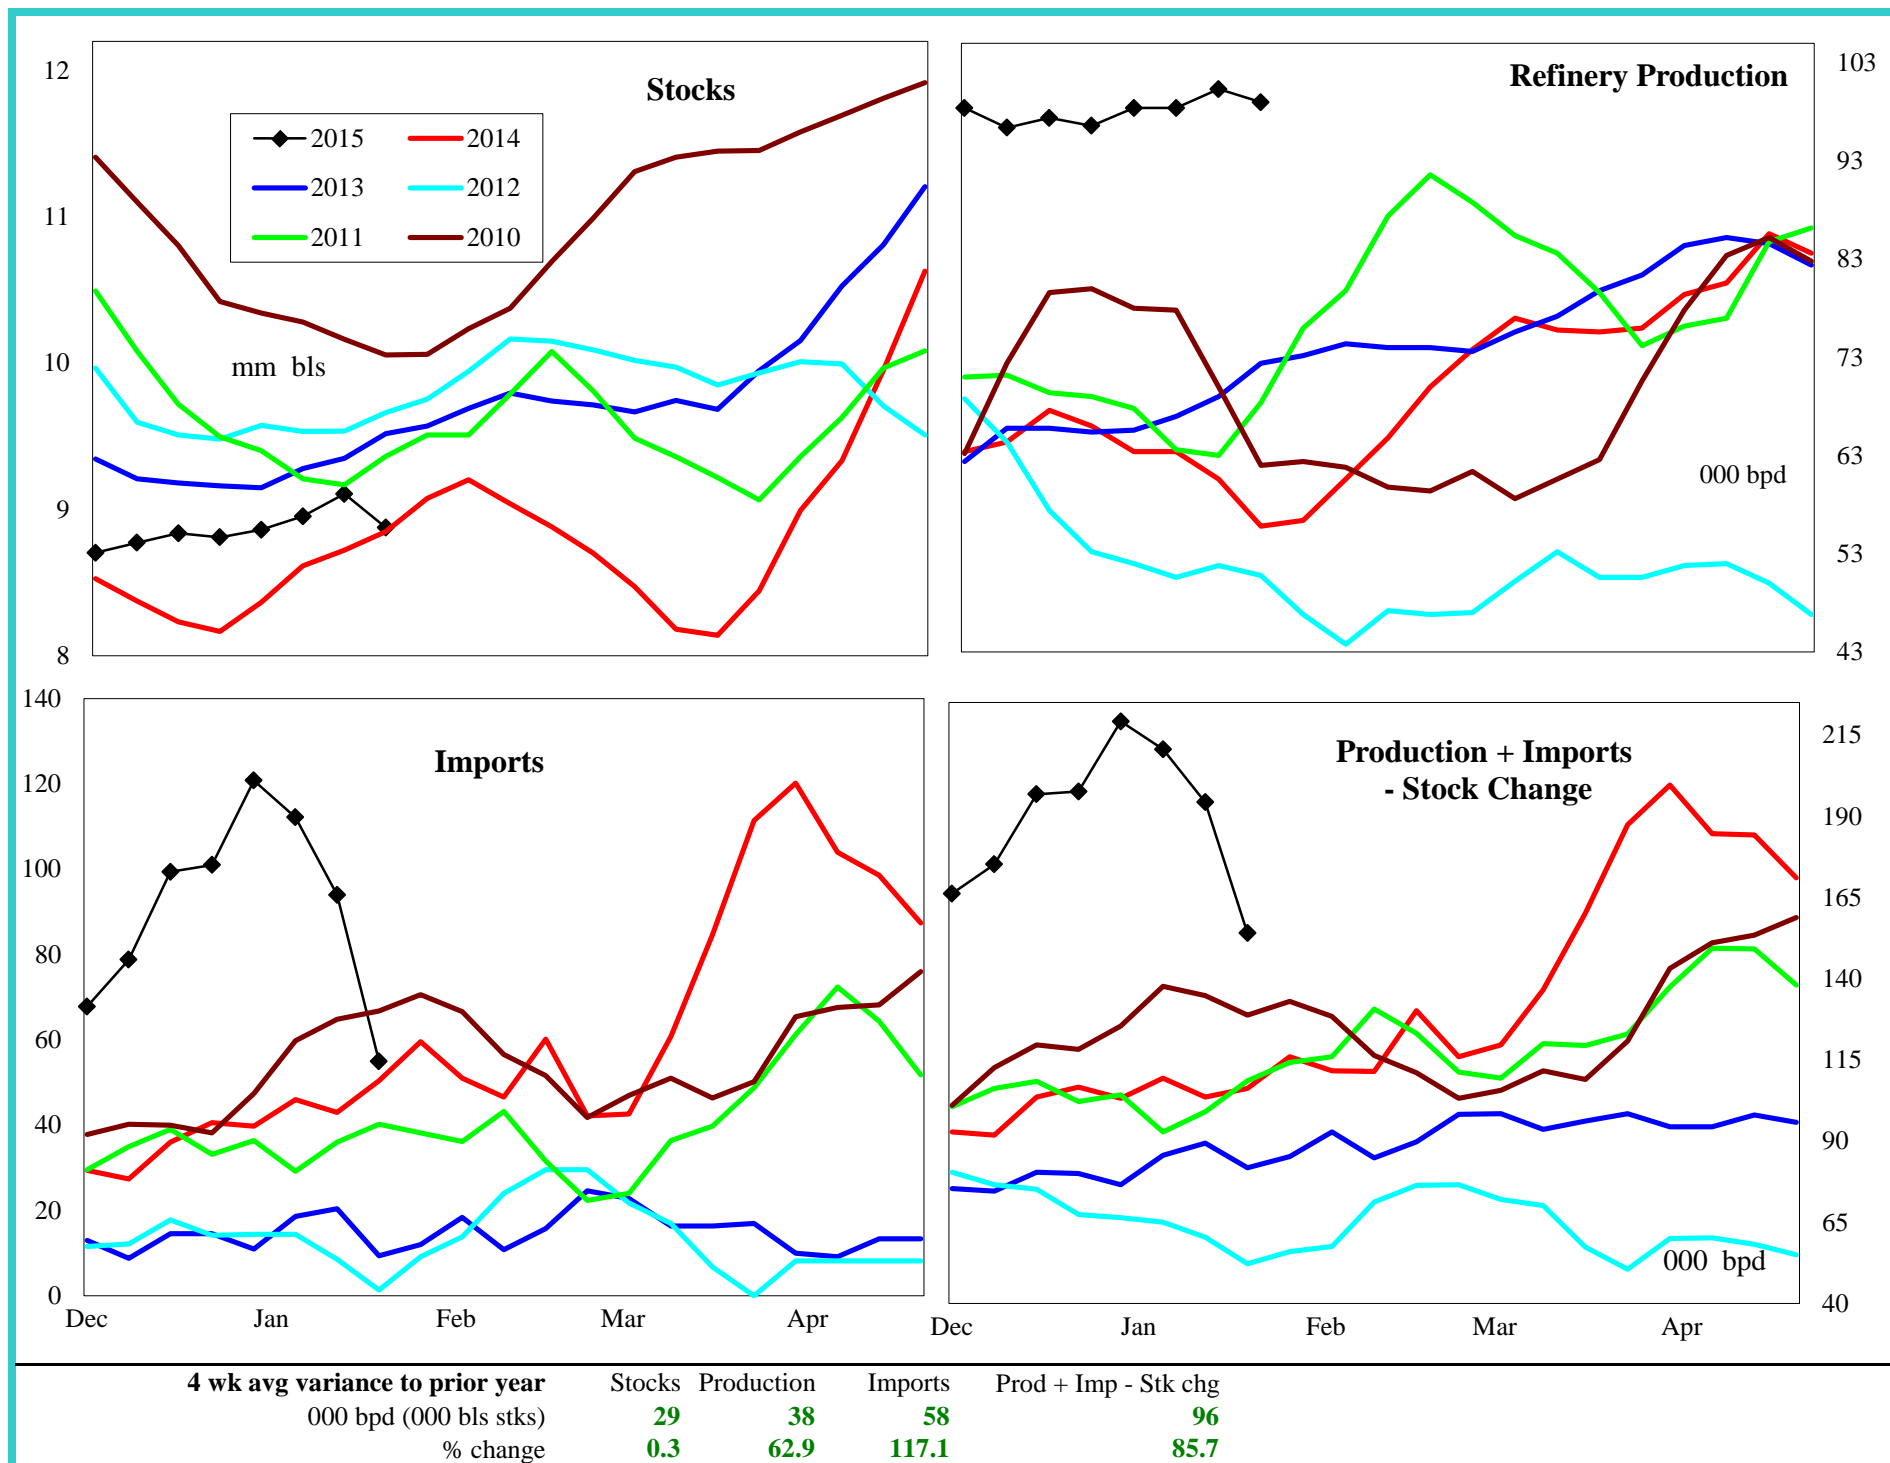 Stocks
12
11
10
9
8
2015
2014
2013
2012
2011
2010
mm bls
Refinery Production
103
93
83
73
63
53
43
000 bpd
Imports
140
120
100
80
60
40
20
0
Dec Jan Feb Mar Apr
Production + Imports
- Stock Change
215
190
165
140
115
90
65
40
000 bpd
Dec Jan Feb Mar Apr
4 wk avg variance to prior year Stocks Production Imports Prod + Imp - Stk chg
000 bpd (000 bls stks) 29 38 58 96
% change 0.3 62.9 117.1 85.7